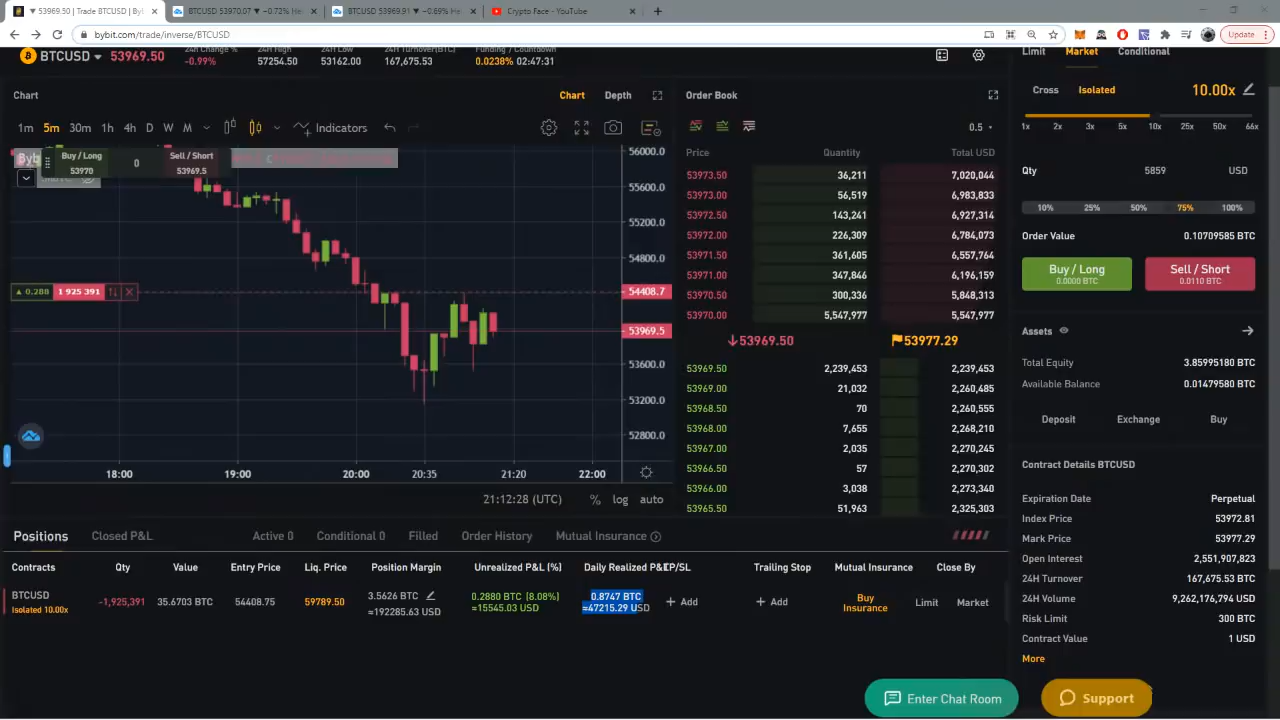 53969.50 | Trade BTCUSD | Byl
BTCUSD 53970.07 ▼ −0.72%
BTCUSD 53969.91 ▼ −0.69%
Crypto Face - YouTube
bybit.com/trade/inverse/BTCUSD
Update
BTCUSD 53969.50
24H Change %
-0.99%
24H High
57254.50
24H Low
53162.00
24H Turnover(BTC)
167,675.53
Funding / Countdown
0.0238% 02:47:31
Limit Market Conditional
Chart
Chart Depth
Order Book
Cross Isolated 10.00x
1m 5m 30m 1h 4h D W M Indicators
0.5
1x 2x 3x 5x 10x 25x 50x 66x
Price Quantity Total USD
Byb
Buy / Long
53970
0
Sell / Short
53969.5
56000.0
55600.0
55200.0
54800.0
54408.7
53969.5
53600.0
53200.0
52800.0
0.288 1 925 391
18:00 19:00 20:00 20:35 21:20 22:00
21:12:28 (UTC) % log auto
53973.50 36,211 7,020,044
53973.00 56,519 6,983,833
53972.50 143,241 6,927,314
53972.00 226,309 6,784,073
53971.50 361,605 6,557,764
53971.00 347,846 6,196,159
53970.50 300,336 5,848,313
53970.00 5,547,977 5,547,977
53969.50 53977.29
53969.50 2,239,453 2,239,453
53969.00 21,032 2,260,485
53968.50 70 2,260,555
53968.00 7,655 2,268,210
53967.00 2,035 2,270,245
53966.50 57 2,270,302
53966.00 3,038 2,273,340
53965.50 51,963 2,325,303
Qty 5859 USD
10% 25% 50% 75% 100%
Order Value 0.10709585 BTC
Buy / Long
0.0000 BTC
Sell / Short
0.0110 BTC
Assets
Total Equity 3.85995180 BTC
Available Balance 0.01479580 BTC
Deposit Exchange Buy
Contract Details BTCUSD
Expiration Date Perpetual
Index Price 53972.81
Mark Price 53977.29
Open Interest 2,551,907,823
24H Turnover 167,675.53 BTC
24H Volume 9,262,176,794 USD
Risk Limit 300 BTC
Contract Value 1 USD
More
Positions Closed P&L Active 0 Conditional 0 Filled Order History Mutual Insurance
Contracts Qty Value Entry Price Liq. Price Position Margin Unrealized P&L (%) Daily Realized P&L TP/SL Trailing Stop Mutual Insurance Close By
BTCUSD
Isolated 10.00x
-1,925,391 35.6703 BTC 54408.75 59789.50
3.5626 BTC
≈192285.63 USD
0.2880 BTC (8.08%)
≈15545.03 USD
0.8747 BTC
≈47215.29 USD
+ Add + Add
Buy
Insurance
Limit Market
Enter Chat Room
Support